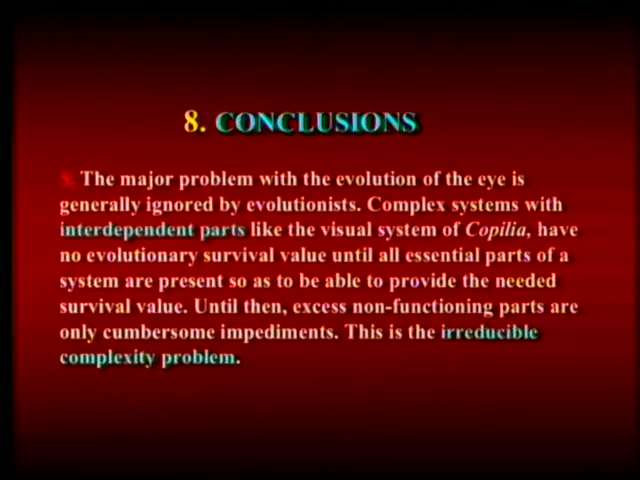 8. CONCLUSIONS
8. The major problem with the evolution of the eye is
generally ignored by evolutionists. Complex systems with
interdependent parts like the visual system of Copilia, have
no evolutionary survival value until all essential parts of a
system are present so as to be able to provide the needed
survival value. Until then, excess non-functioning parts are
only cumbersome impediments. This is the irreducible
complexity problem.